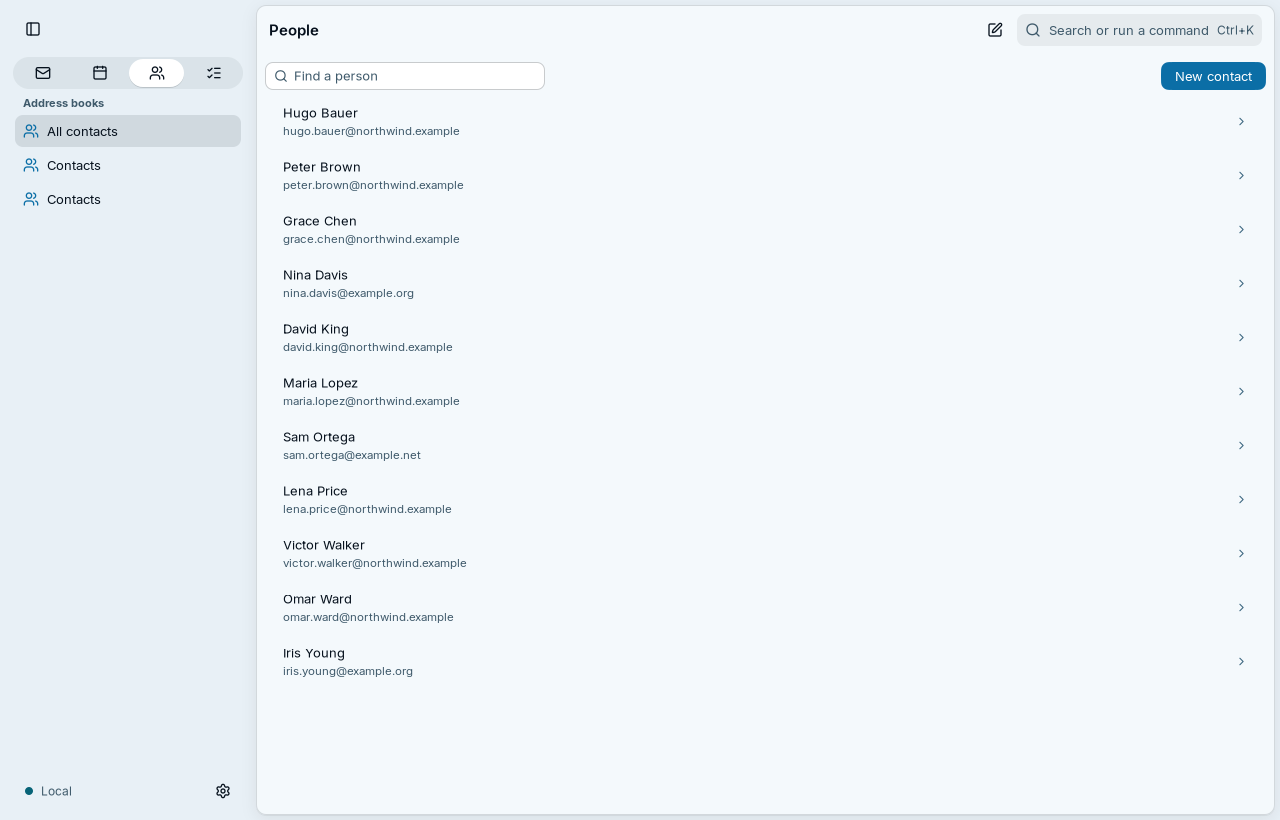 People
Search or run a command Ctrl+K
Address books
All contacts
Contacts
Contacts
Find a person
New contact
Hugo Bauer
hugo.bauer@northwind.example
Peter Brown
peter.brown@northwind.example
Grace Chen
grace.chen@northwind.example
Nina Davis
nina.davis@example.org
David King
david.king@northwind.example
Maria Lopez
maria.lopez@northwind.example
Sam Ortega
sam.ortega@example.net
Lena Price
lena.price@northwind.example
Victor Walker
victor.walker@northwind.example
Omar Ward
omar.ward@northwind.example
Iris Young
iris.young@example.org
Local